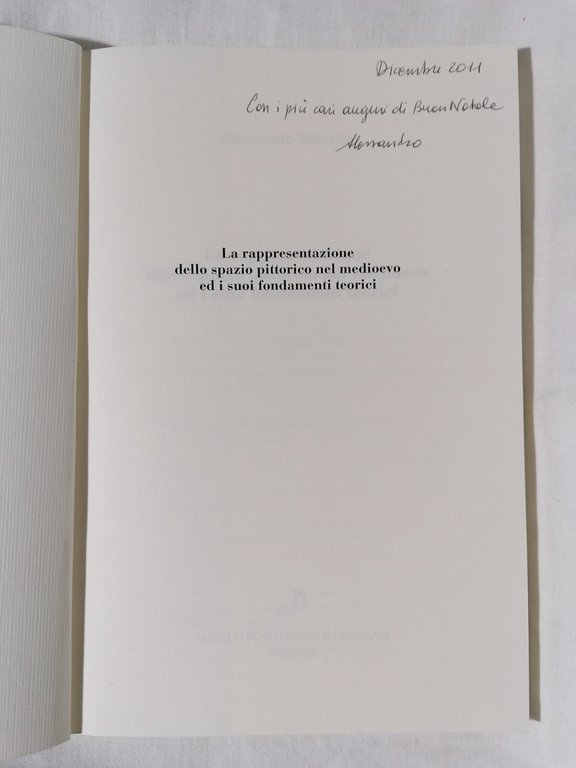 Dicembre 2011
Con i più cari auguri di Buon Natale
Alessandro
La rappresentazione
dello spazio pittorico nel medioevo
ed i suoi fondamenti teorici